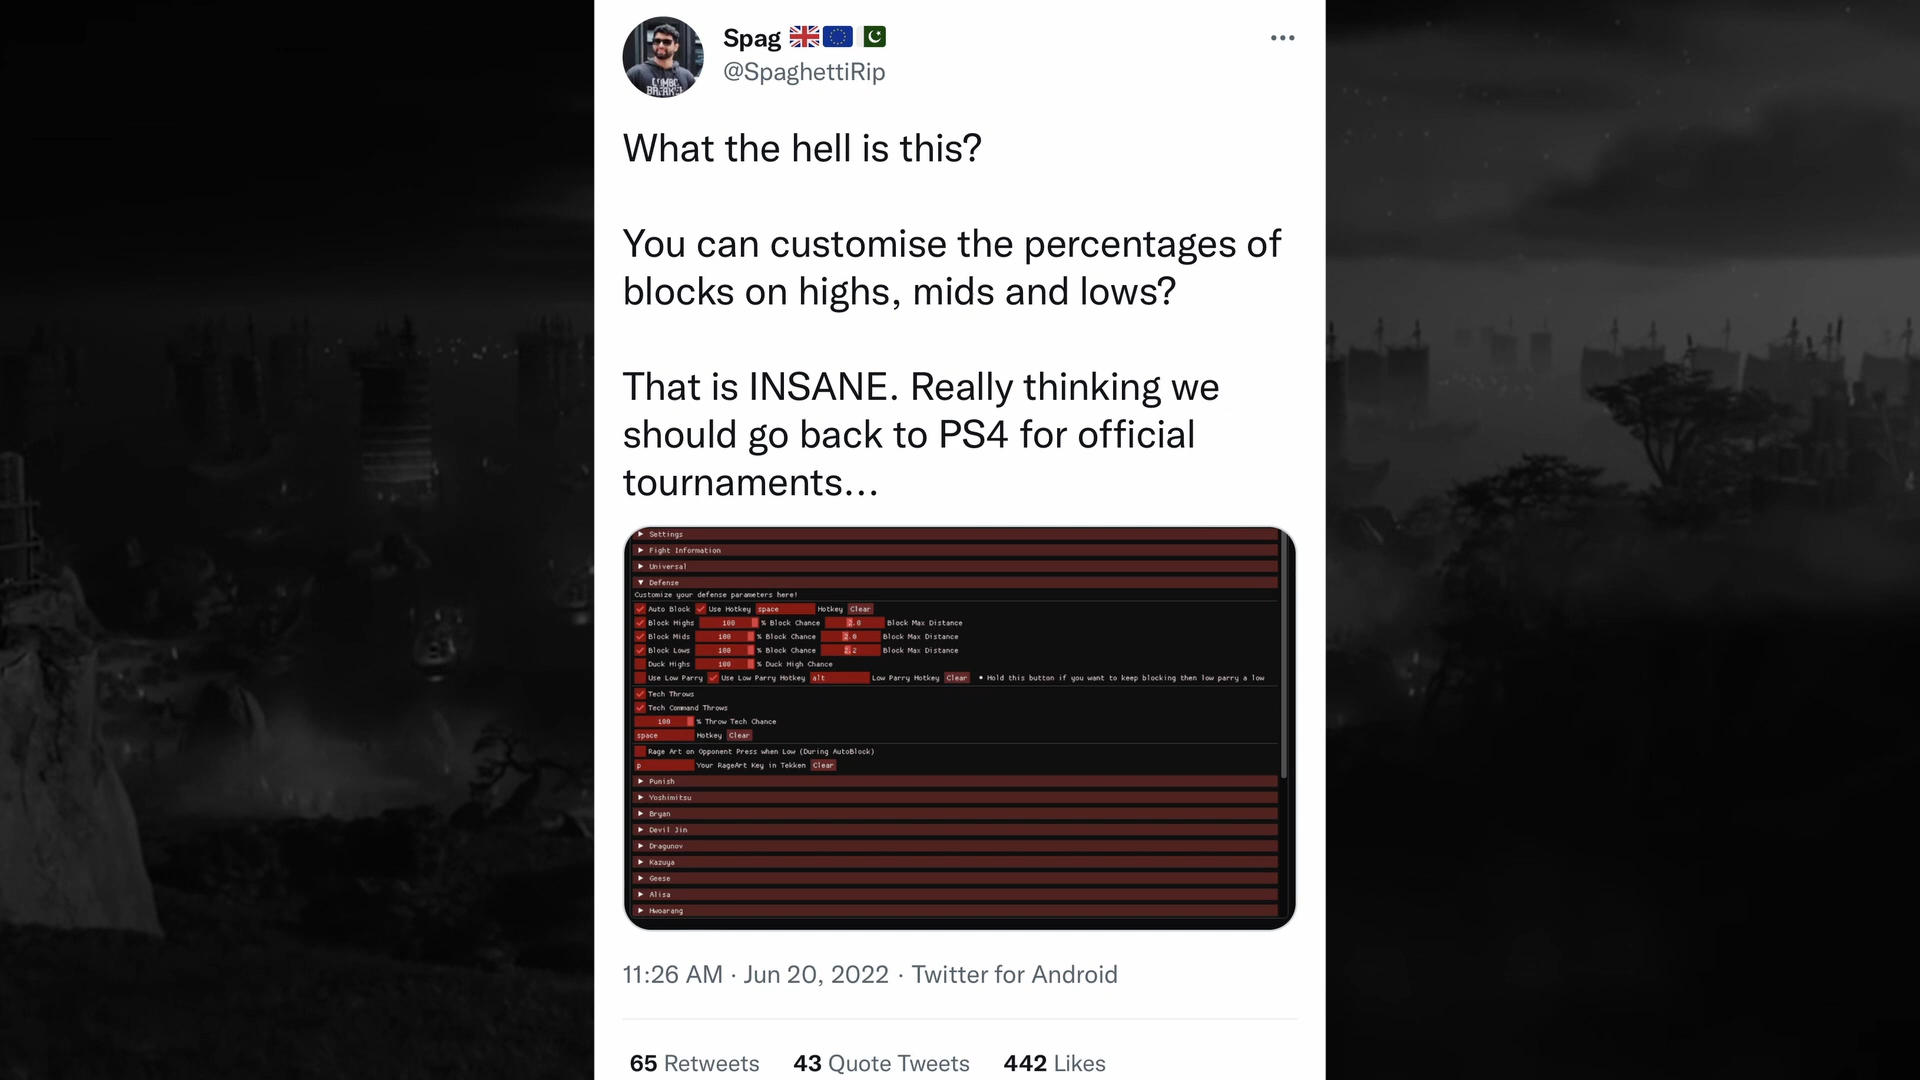 Spag
@SpaghettiRip
COMBO
BREAKER
What the hell is this?
You can customise the percentages of
blocks on highs, mids and lows?
That is INSANE. Really thinking we
should go back to PS4 for official
tournaments...
Settings
Fight Information
Universal
Defense
Customize your defense parameters here!
Auto Block Use Hotkey space Hotkey Clear
Block Highs 100 % Block Chance 2.0 Block Max Distance
Block Mids 100 % Block Chance 2.0 Block Max Distance
Block Lows 100 % Block Chance 2.2 Block Max Distance
Duck Highs 100 % Duck High Chance
Use Low Parry Use Low Parry Hotkey alt Low Parry Hotkey Clear • Hold this button if you want to keep blocking then low parry a low
Tech Throws
Tech Command Throws
100 % Throw Tech Chance
space Hotkey Clear
Rage Art on Opponent Press when Low (During AutoBlock)
p Your RageArt Key in Tekken Clear
Punish
Yoshimitsu
Bryan
Devil Jin
Dragunov
Kazuya
Geese
Alisa
Hwoarang
11:26 AM · Jun 20, 2022 · Twitter for Android
65 Retweets 43 Quote Tweets 442 Likes